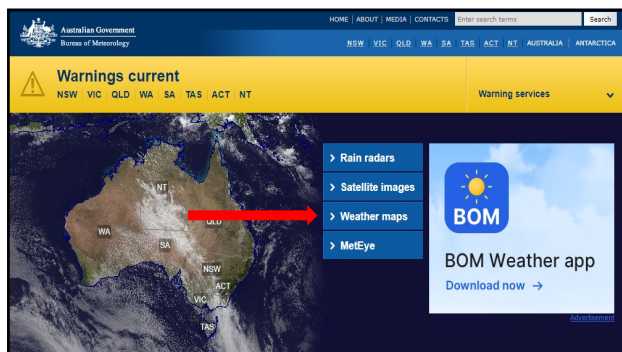 Australian Government
Bureau of Meteorology
HOME | ABOUT | MEDIA | CONTACTS
Enter search terms
Search
NSW | VIC | QLD | WA | SA | TAS | ACT | NT | AUSTRALIA | ANTARCTICA
Warnings current
NSW | VIC | QLD | WA | SA | TAS | ACT | NT
Warning services
NT
QLD
WA
SA
NSW
ACT
VIC
TAS
> Rain radars
> Satellite images
> Weather maps
> MetEye
BOM
BOM Weather app
Download now →
Advertisement